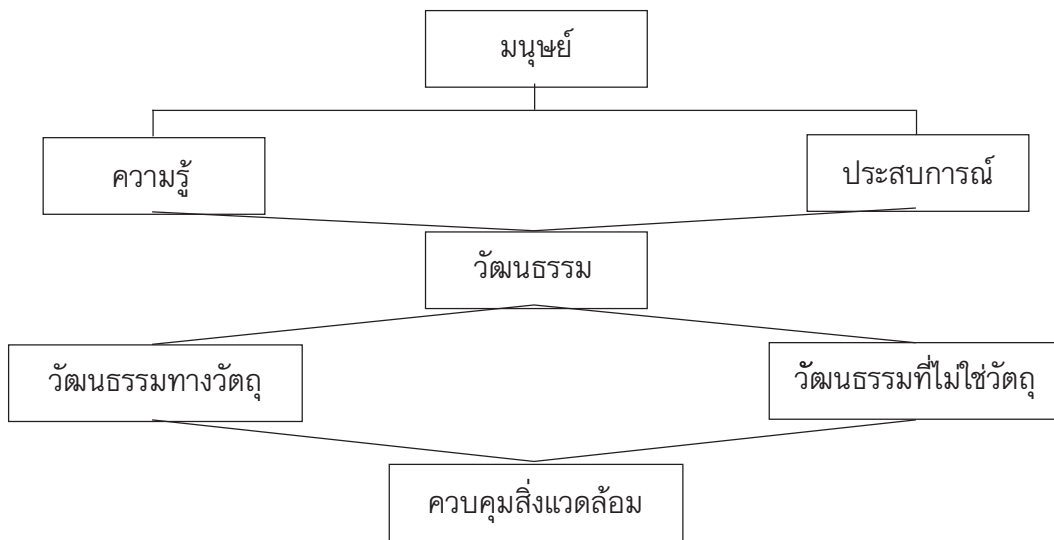 มนุษย์
ความรู้
ประสบการณ์
วัฒนธรรม
วัฒนธรรมทางวัตถุ
วัฒนธรรมที่ไม่ใช่วัตถุ
ควบคุมสิ่งแวดล้อม